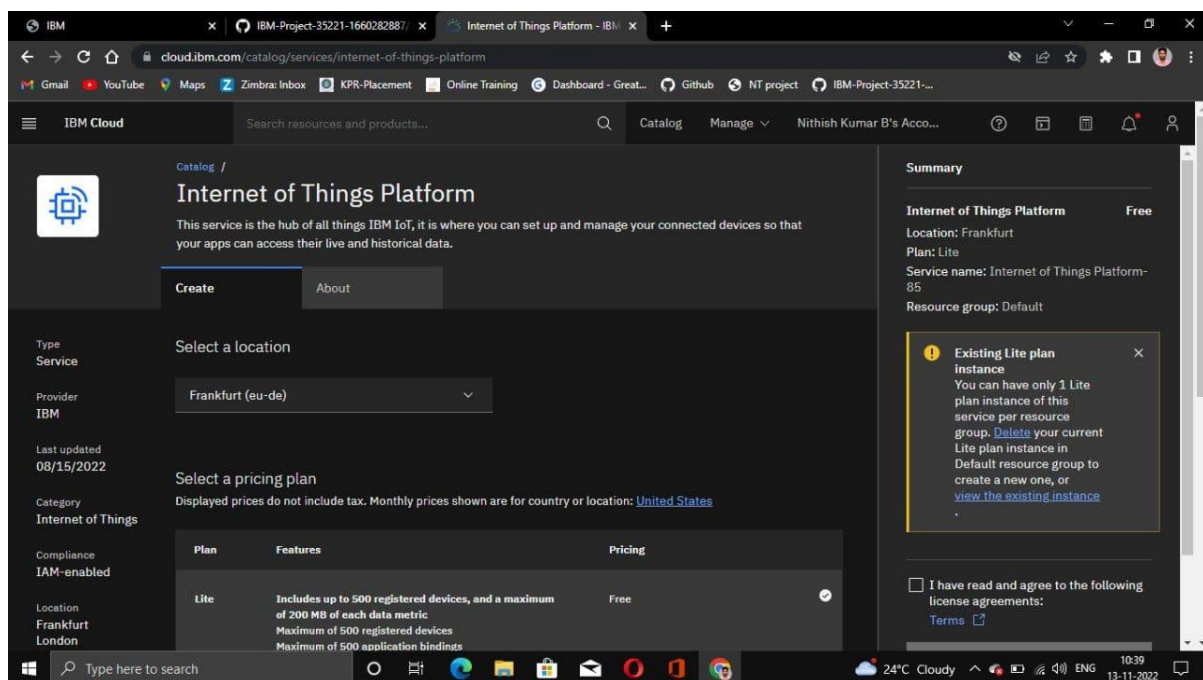 IBM
IBM-Project-35221-1660282887/
Internet of Things Platform - IBM
cloud.ibm.com/catalog/services/internet-of-things-platform
Gmail YouTube Maps Zimbra: Inbox KPR-Placement Online Training Dashboard - Great... Github NT project IBM-Project-35221-...
IBM Cloud
Search resources and products...
Catalog Manage Nithish Kumar B's Acco...
Catalog /
Internet of Things Platform
This service is the hub of all things IBM IoT, it is where you can set up and manage your connected devices so that
your apps can access their live and historical data.
Create About
Type
Service
Provider
IBM
Last updated
08/15/2022
Category
Internet of Things
Compliance
IAM-enabled
Location
Frankfurt
London
Select a location
Frankfurt (eu-de)
Select a pricing plan
Displayed prices do not include tax. Monthly prices shown are for country or location: United States
Plan Features Pricing
Lite Includes up to 500 registered devices, and a maximum Free
of 200 MB of each data metric
Maximum of 500 registered devices
Maximum of 500 application bindings
Summary
Internet of Things Platform Free
Location: Frankfurt
Plan: Lite
Service name: Internet of Things Platform-
85
Resource group: Default
Existing Lite plan
instance
You can have only 1 Lite
plan instance of this
service per resource
group. Delete your current
Lite plan instance in
Default resource group to
create a new one, or
view the existing instance
.
I have read and agree to the following
license agreements:
Terms
Type here to search
24°C Cloudy ENG 10:39
13-11-2022